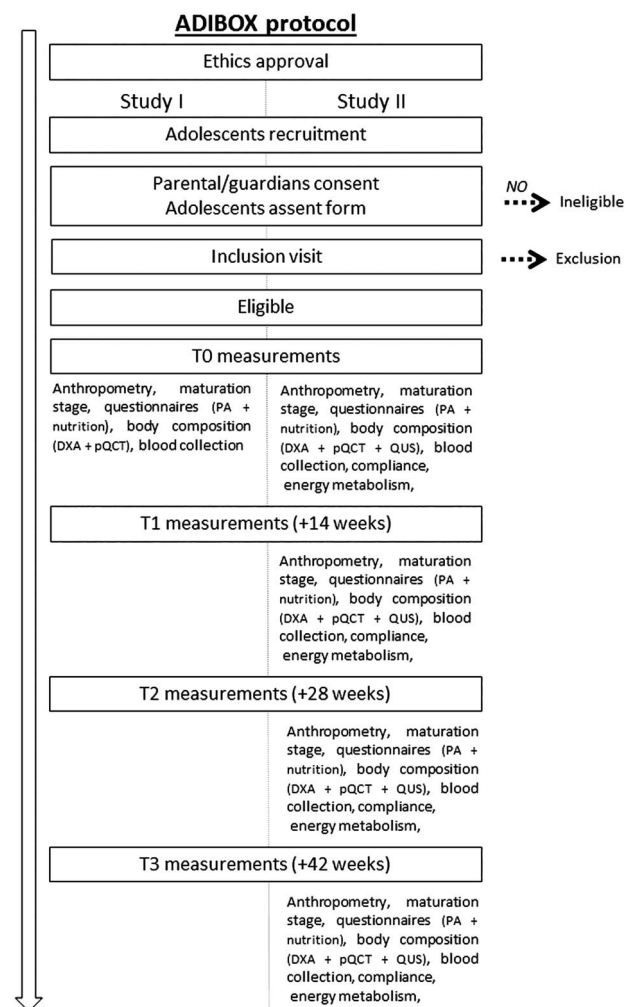 ADIBOX protocol
Ethics approval
Study I
Study II
Adolescents recruitment
Parental/guardians consent
Adolescents assent form
NO
Ineligible
Inclusion visit
Exclusion
Eligible
T0 measurements
Anthropometry, maturation
stage, questionnaires (PA +
nutrition), body composition
(DXA + pQCT), blood collection
Anthropometry, maturation
stage, questionnaires (PA +
nutrition), body composition
(DXA + pQCT + QUS), blood
collection, compliance,
energy metabolism,
T1 measurements (+14 weeks)
Anthropometry, maturation
stage, questionnaires (PA +
nutrition), body composition
(DXA + pQCT + QUS), blood
collection, compliance,
energy metabolism,
T2 measurements (+28 weeks)
Anthropometry, maturation
stage, questionnaires (PA +
nutrition), body composition
(DXA + pQCT + QUS), blood
collection, compliance,
energy metabolism,
T3 measurements (+42 weeks)
Anthropometry, maturation
stage, questionnaires (PA +
nutrition), body composition
(DXA + pQCT + QUS), blood
collection, compliance,
energy metabolism,